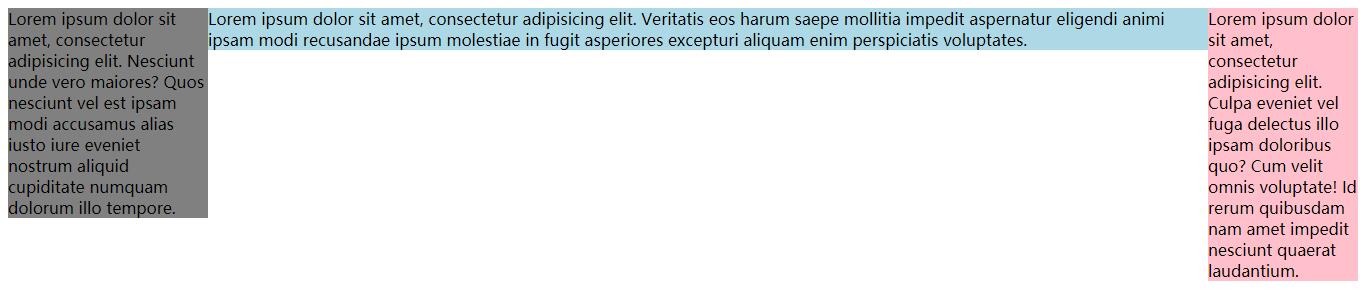 Lorem ipsum dolor sit
amet, consectetur
adipisicing elit. Nesciunt
unde vero maiores? Quos
nesciunt vel est ipsam
modi accusamus alias
iusto iure eveniet
nostrum aliquid
cupiditate numquam
dolorum illo tempore.
Lorem ipsum dolor sit amet, consectetur adipisicing elit. Veritatis eos harum saepe mollitia impedit aspernatur eligendi animi
ipsam modi recusandae ipsum molestiae in fugit asperiores excepturi aliquam enim perspiciatis voluptates.
Lorem ipsum dolor
sit amet,
consectetur
adipisicing elit.
Culpa eveniet vel
fuga delectus illo
ipsam doloribus
quo? Cum velit
omnis voluptate! Id
rerum quibusdam
nam amet impedit
nesciunt quaerat
laudantium.